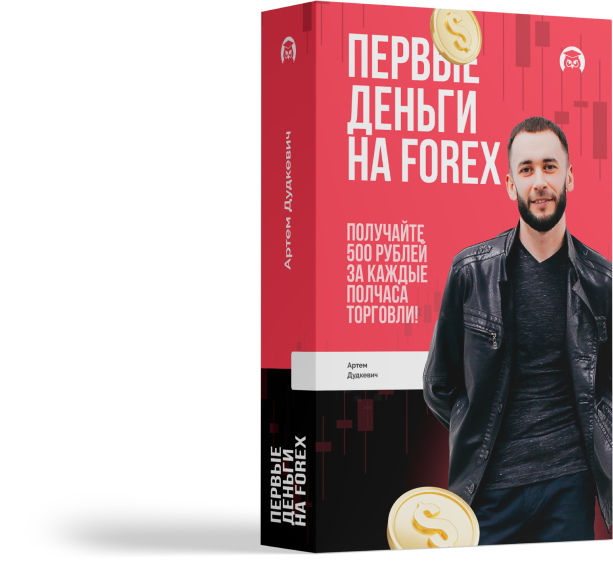 ПЕРВЫЕ
ДЕНЬГИ
НА FOREX
ПОЛУЧАЙТЕ
500 РУБЛЕЙ
ЗА КАЖДЫЕ
ПОЛЧАСА
ТОРГОВЛИ!
Артем
Дудкевич
Артем Дудкевич
ПЕРВЫЕ
ДЕНЬГИ
НА FOREX